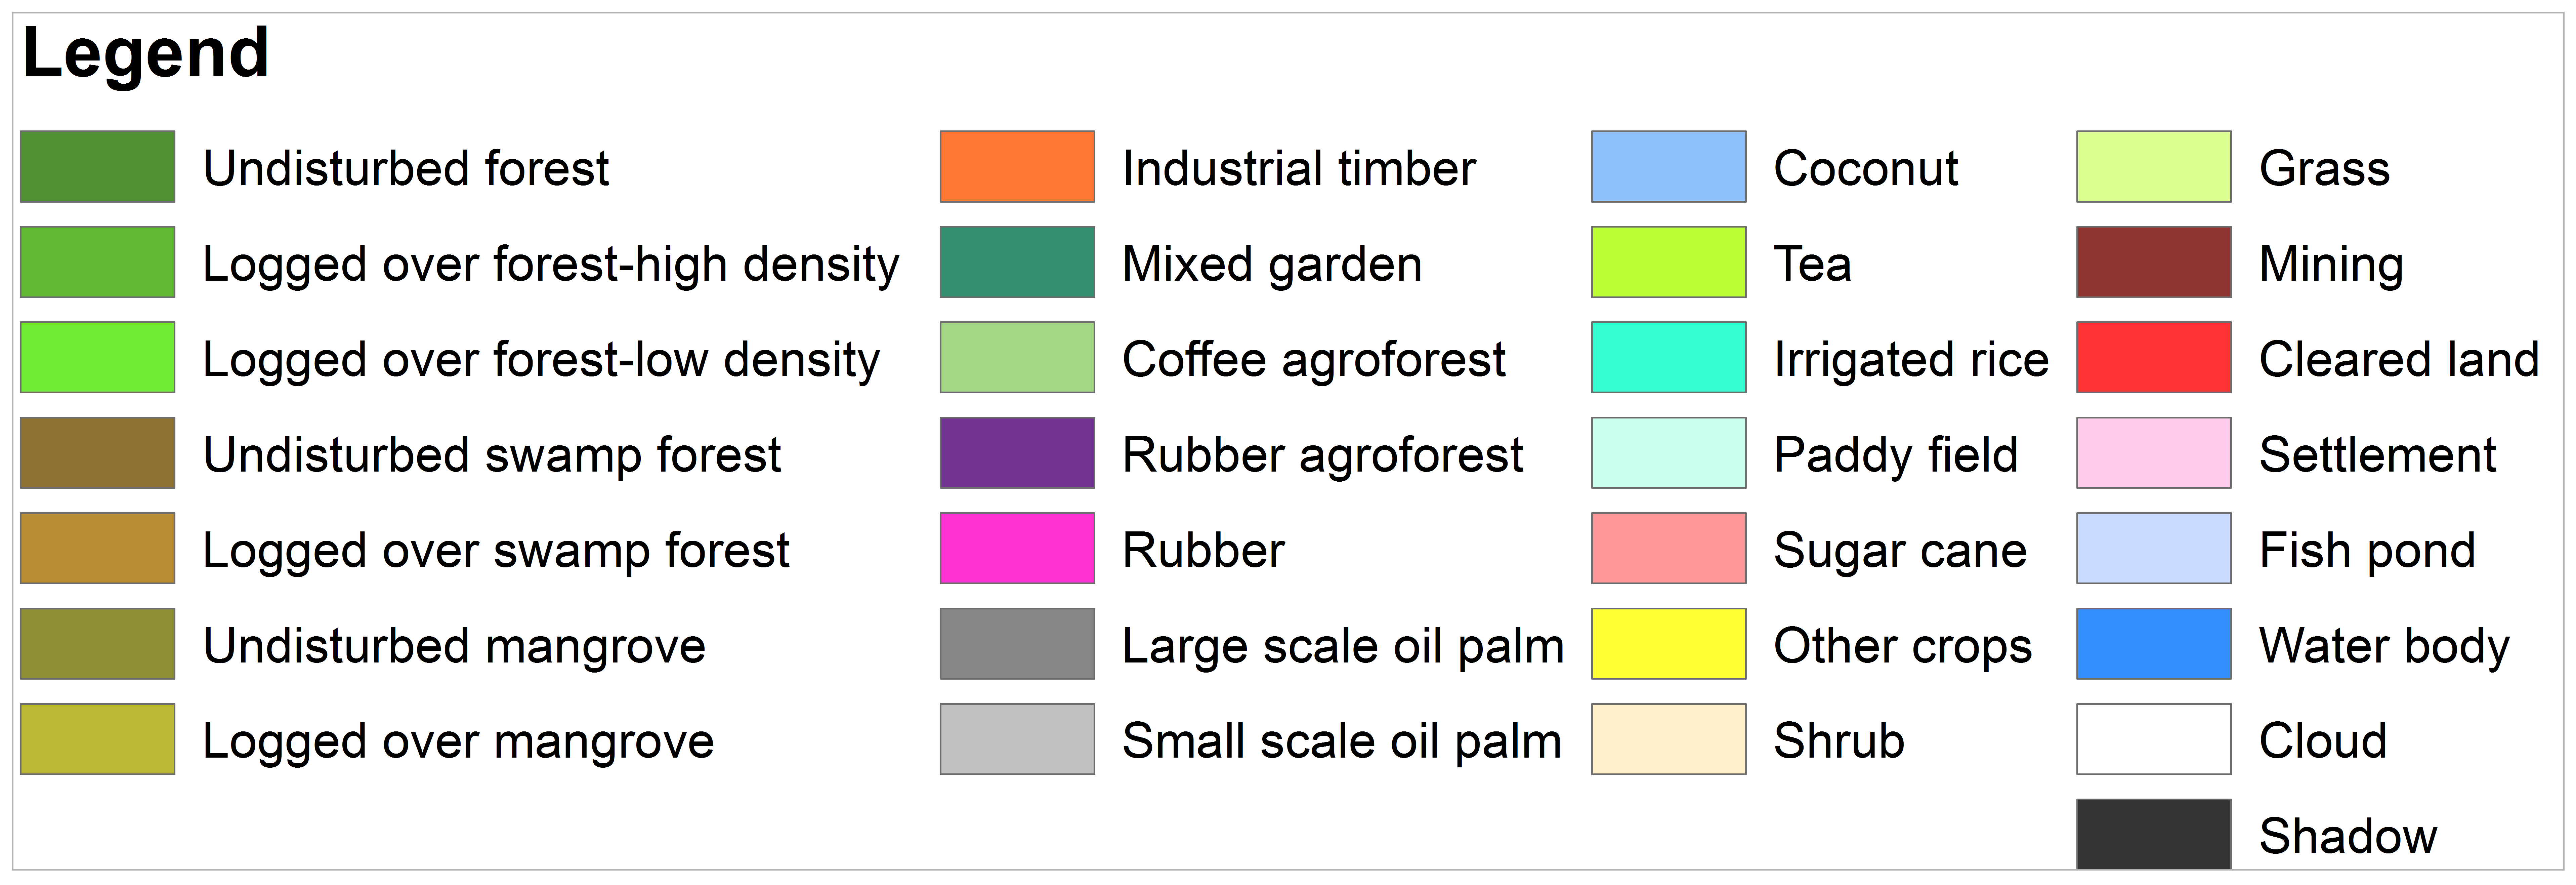 Legend
Undisturbed forest
Logged over forest-high density
Logged over forest-low density
Undisturbed swamp forest
Logged over swamp forest
Undisturbed mangrove
Logged over mangrove
Industrial timber
Mixed garden
Coffee agroforest
Rubber agroforest
Rubber
Large scale oil palm
Small scale oil palm
Coconut
Tea
Irrigated rice
Paddy field
Sugar cane
Other crops
Shrub
Grass
Mining
Cleared land
Settlement
Fish pond
Water body
Cloud
Shadow